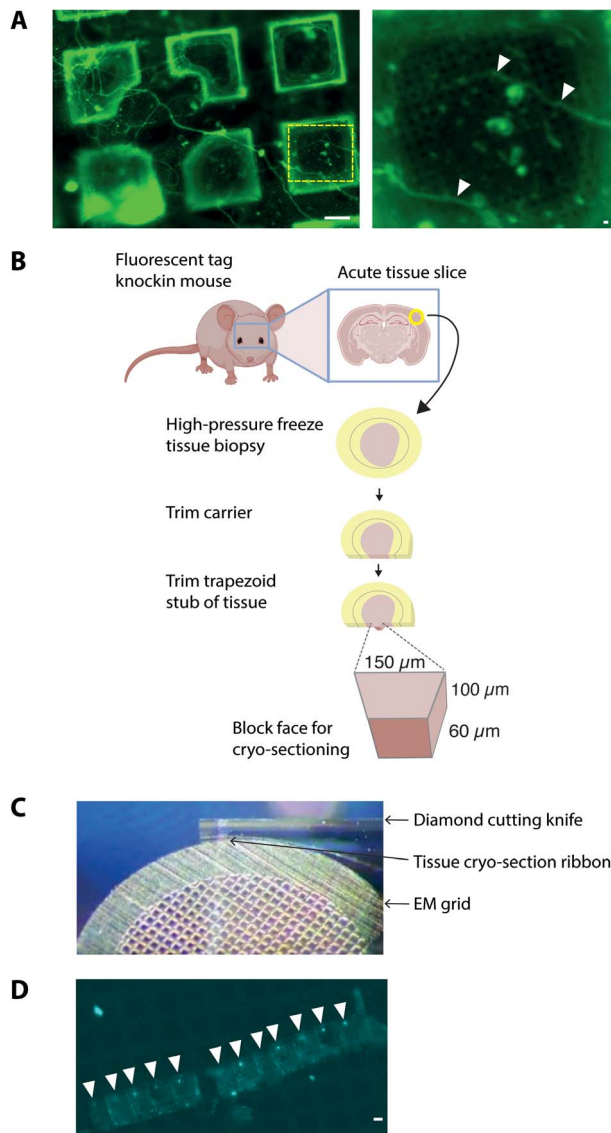 A
B
Fluorescent tag
knockin mouse
Acute tissue slice
High-pressure freeze
tissue biopsy
Trim carrier
Trim trapezoid
stub of tissue
150 μm
100 μm
60 μm
Block face for
cryo-sectioning
C
Diamond cutting knife
Tissue cryo-section ribbon
EM grid
D